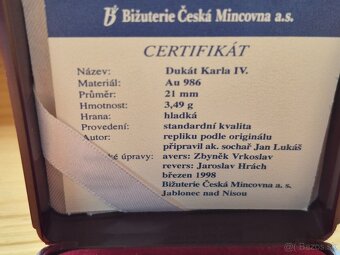 Bižuterie Česká Mincovna a.s.
CERTIFIKÁT
Název: Dukát Karla IV.
Materiál: Au 986
Průměr: 21 mm
Hmotnost: 3,49 g
Hrana: hladká
Provedení: standardní kvalita
Autor: repliku podle originálu
připravil ak. sochař Jan Lukáš
ké úpravy: avers: Zbyněk Vrkoslav
revers: Jaroslav Hrách
březen 1998
Bižuterie Česká Mincovna a.s.
Jablonec nad Nisou